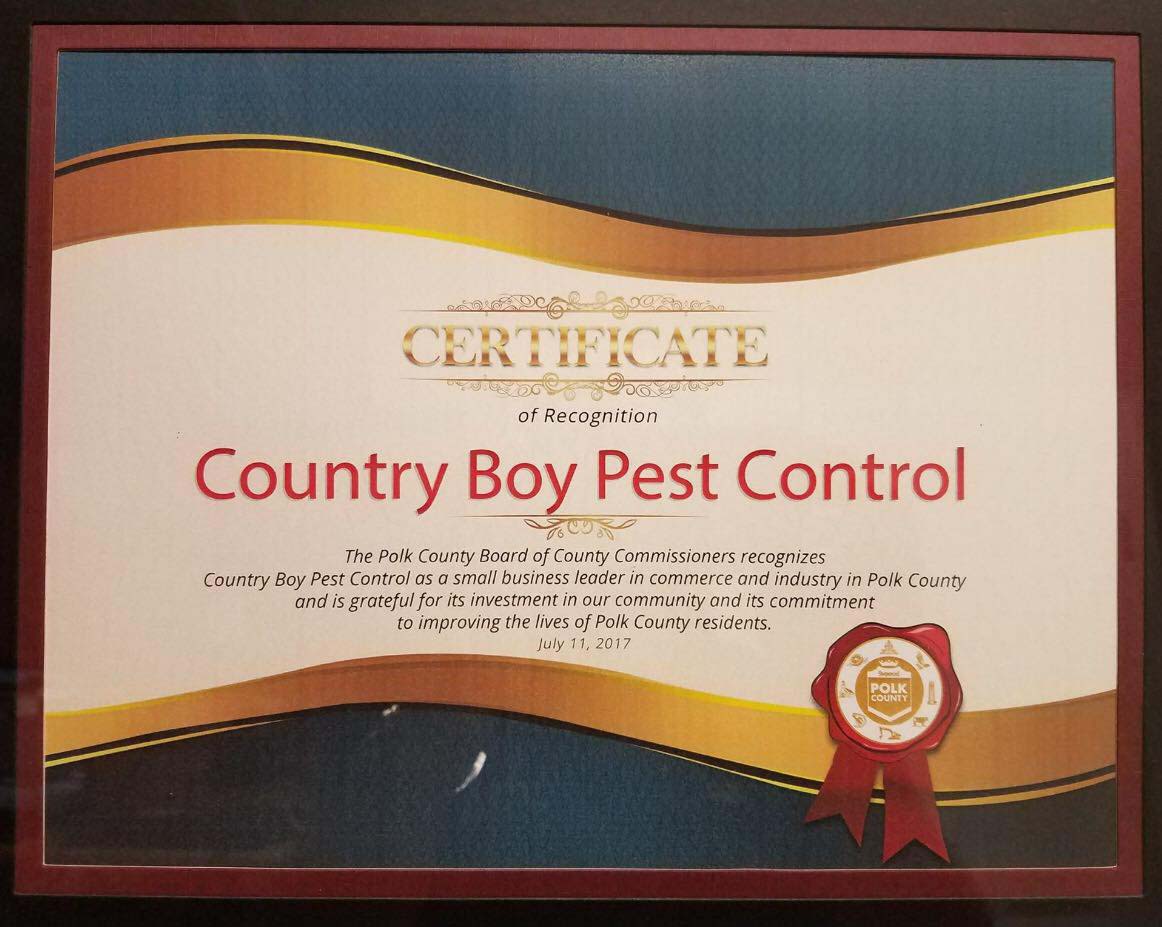 CERTIFICATE
of Recognition
Country Boy Pest Control
The Polk County Board of County Commissioners recognizes
Country Boy Pest Control as a small business leader in commerce and industry in Polk County
and is grateful for its investment in our community and its commitment
to improving the lives of Polk County residents.
July 11, 2017
POLK
COUNTY